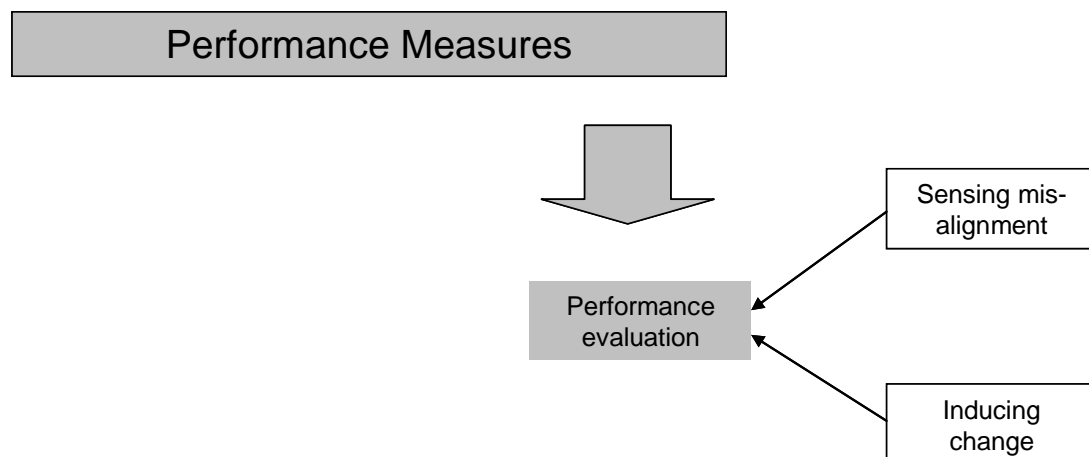 Performance Measures
Sensing mis-
alignment
Performance
evaluation
Inducing
change